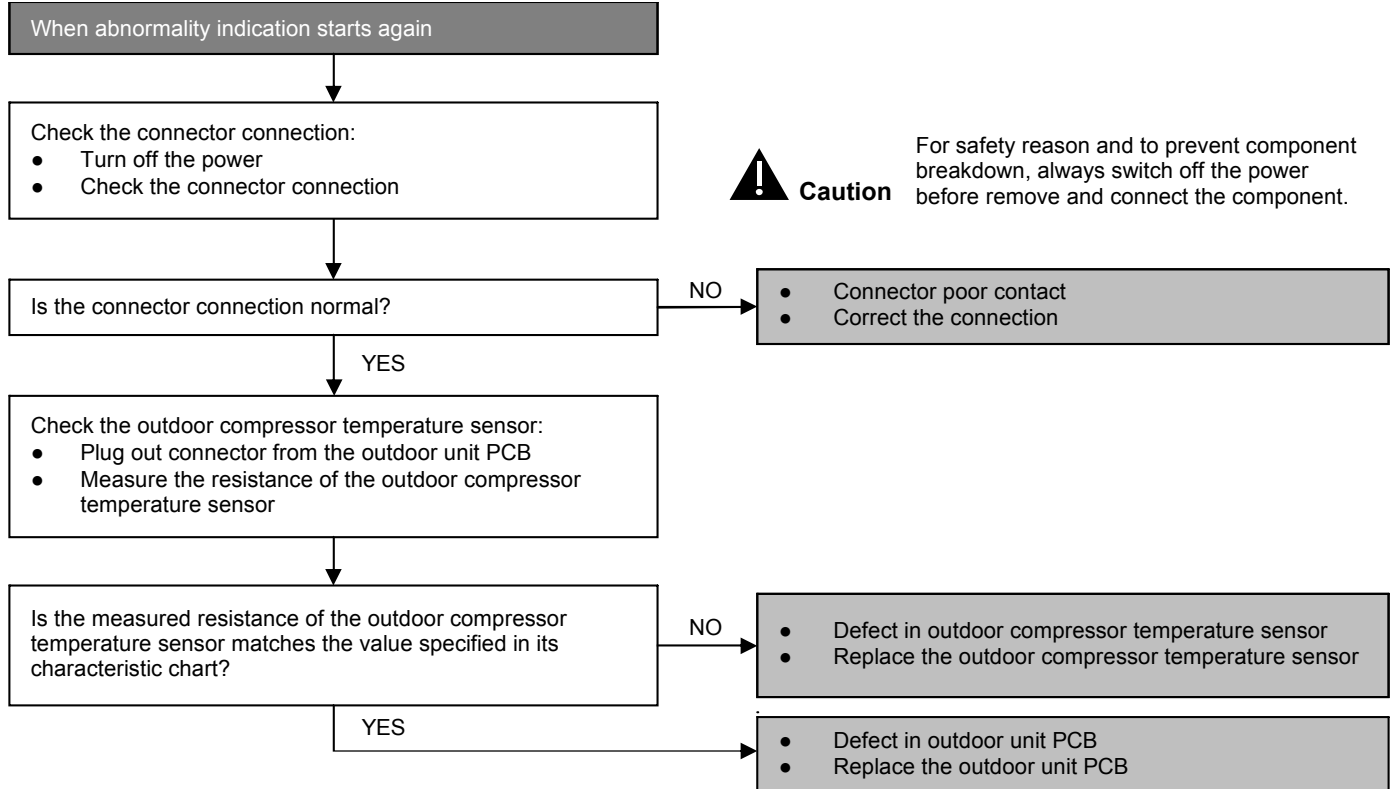 When abnormality indication starts again
Check the connector connection:
● Turn off the power
● Check the connector connection
For safety reason and to prevent component
breakdown, always switch off the power
before remove and connect the component.
Caution
Is the connector connection normal?
NO
● Connector poor contact
● Correct the connection
YES
Check the outdoor compressor temperature sensor:
● Plug out connector from the outdoor unit PCB
● Measure the resistance of the outdoor compressor
temperature sensor
Is the measured resistance of the outdoor compressor
temperature sensor matches the value specified in its
characteristic chart?
NO
● Defect in outdoor compressor temperature sensor
● Replace the outdoor compressor temperature sensor
YES
● Defect in outdoor unit PCB
● Replace the outdoor unit PCB